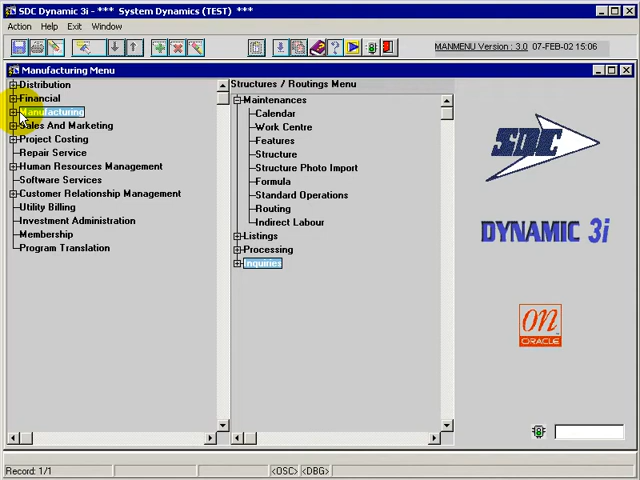 SDC Dynamic 3i - *** System Dynamics (TEST) ***
Action Help Exit Window
MANMENU Version : 3.0 07-FEB-02 15:06
Manufacturing Menu
Distribution
Financial
Manufacturing
Sales And Marketing
Project Costing
Repair Service
Human Resources Management
Software Services
Customer Relationship Management
Utility Billing
Investment Administration
Membership
Program Translation
Structures / Routings Menu
Maintenances
Calendar
Work Centre
Features
Structure
Structure Photo Import
Formula
Standard Operations
Routing
Indirect Labour
Listings
Processing
Inquiries
SDC
DYNAMIC 3i
on
ORACLE
Record: 1/1 <OSC> <DBG>